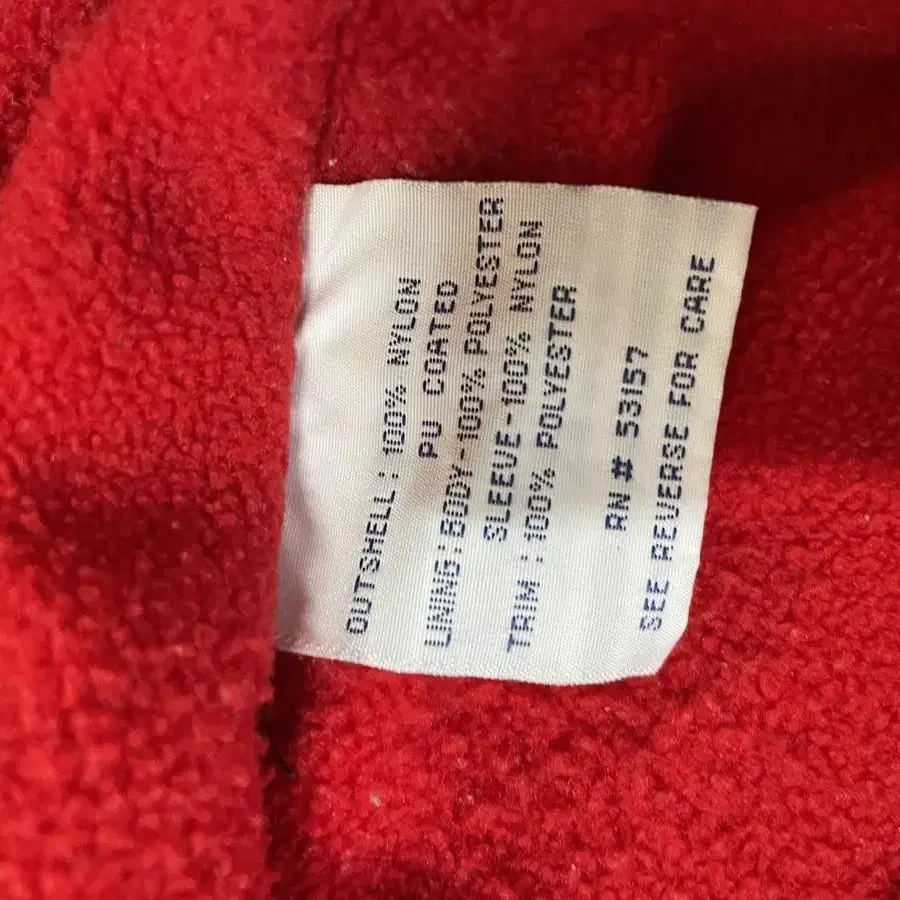 OUTSHELL: 100% NYLON
PU COATED
LINING: BODY-100% POLYESTER
SLEEVE-100% NYLON
TRIM : 100% POLYESTER
RN # 53157
SEE REVERSE FOR CARE